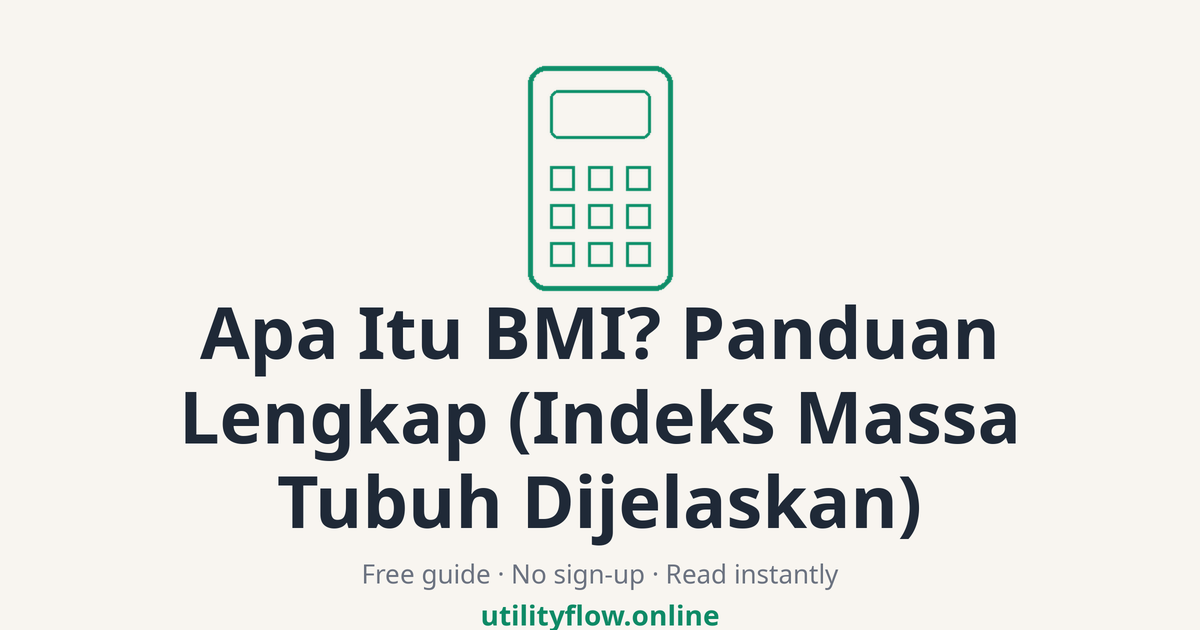 Apa Itu BMI? Panduan
Lengkap (Indeks Massa
Tubuh Dijelaskan)
Free guide · No sign-up · Read instantly
utilityflow.online